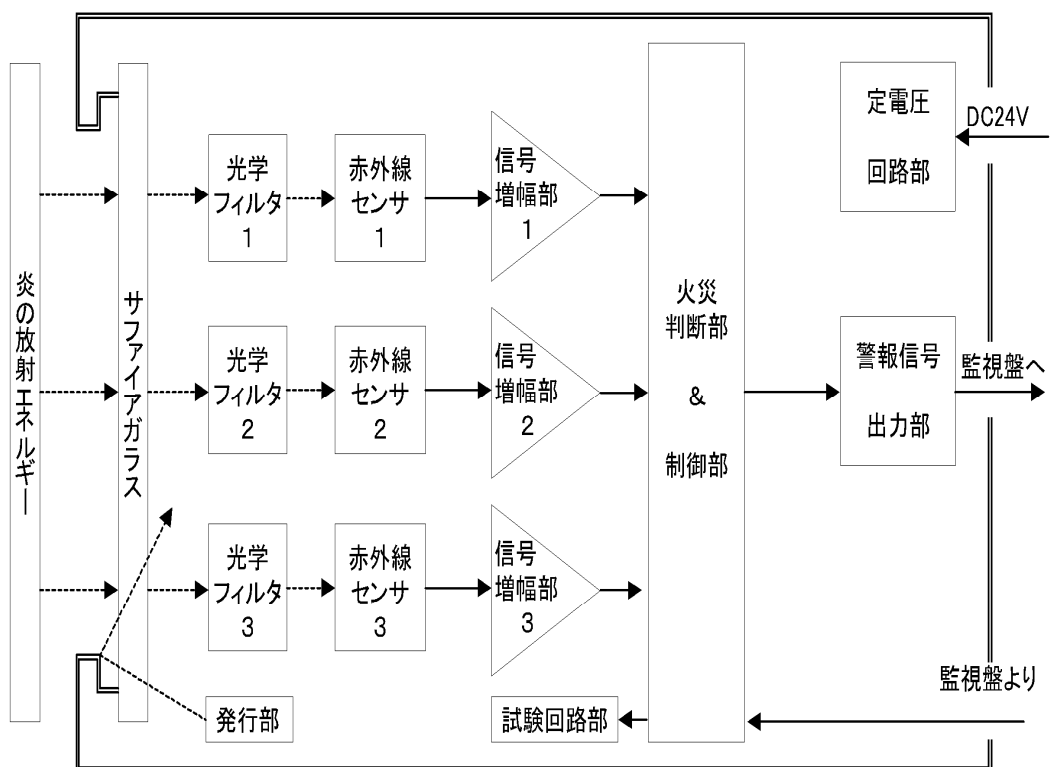 炎の放射エネルギー
サファイアガラス
光学
フィルタ
1
赤外線
センサ
1
信号
増幅部
1
光学
フィルタ
2
赤外線
センサ
2
信号
増幅部
2
光学
フィルタ
3
赤外線
センサ
3
信号
増幅部
3
発行部
試験回路部
火災
判断部
&
制御部
定電圧
回路部
DC24V
警報信号
出力部
監視盤へ
監視盤より